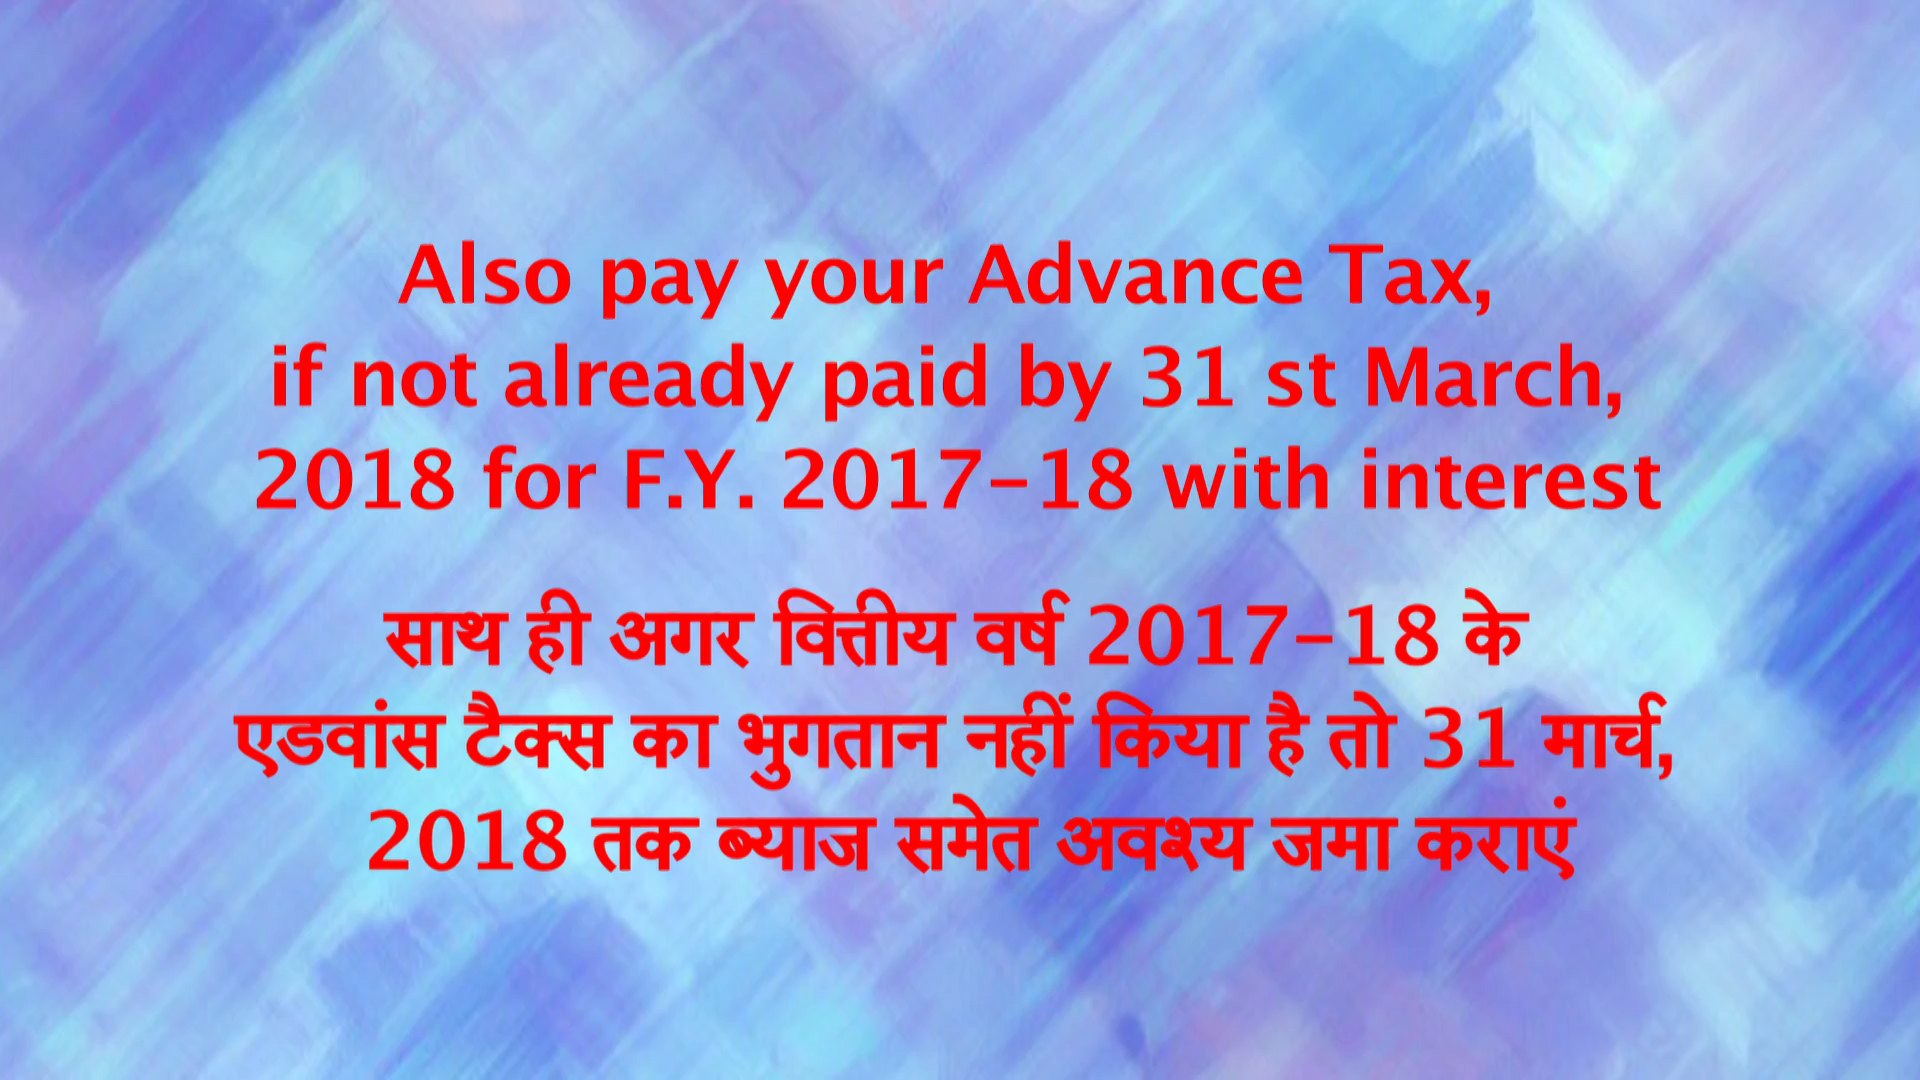 Also pay your Advance Tax,
if not already paid by 31 st March,
2018 for F.Y. 2017-18 with interest
साथ ही अगर वित्तीय वर्ष 2017-18 के
एडवांस टैक्स का भुगतान नहीं किया है तो 31 मार्च,
2018 तक ब्याज समेत अवश्य जमा कराएं